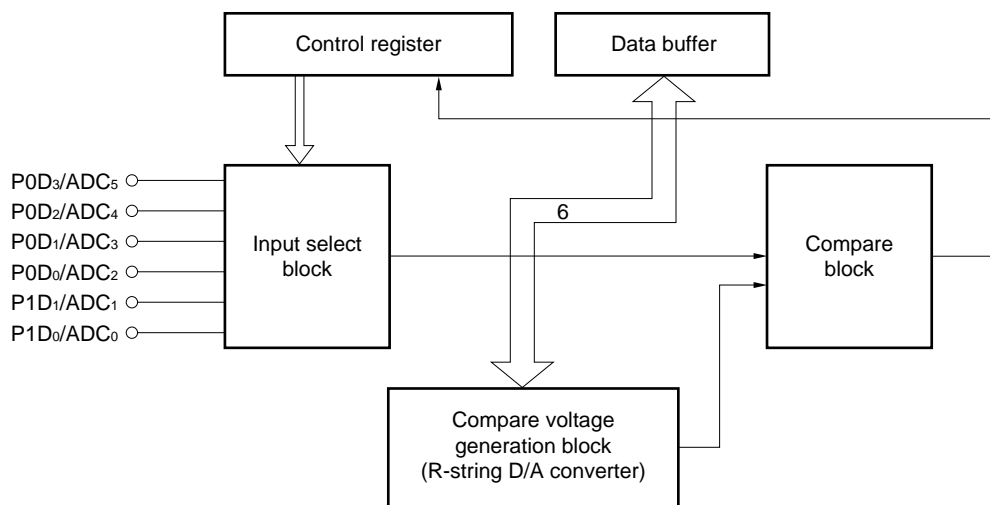 Control register
Data buffer
P0D₃/ADC₅
P0D₂/ADC₄
P0D₁/ADC₃
P0D₀/ADC₂
P1D₁/ADC₁
P1D₀/ADC₀
Input select
block
6
Compare
block
Compare voltage
generation block
(R-string D/A converter)